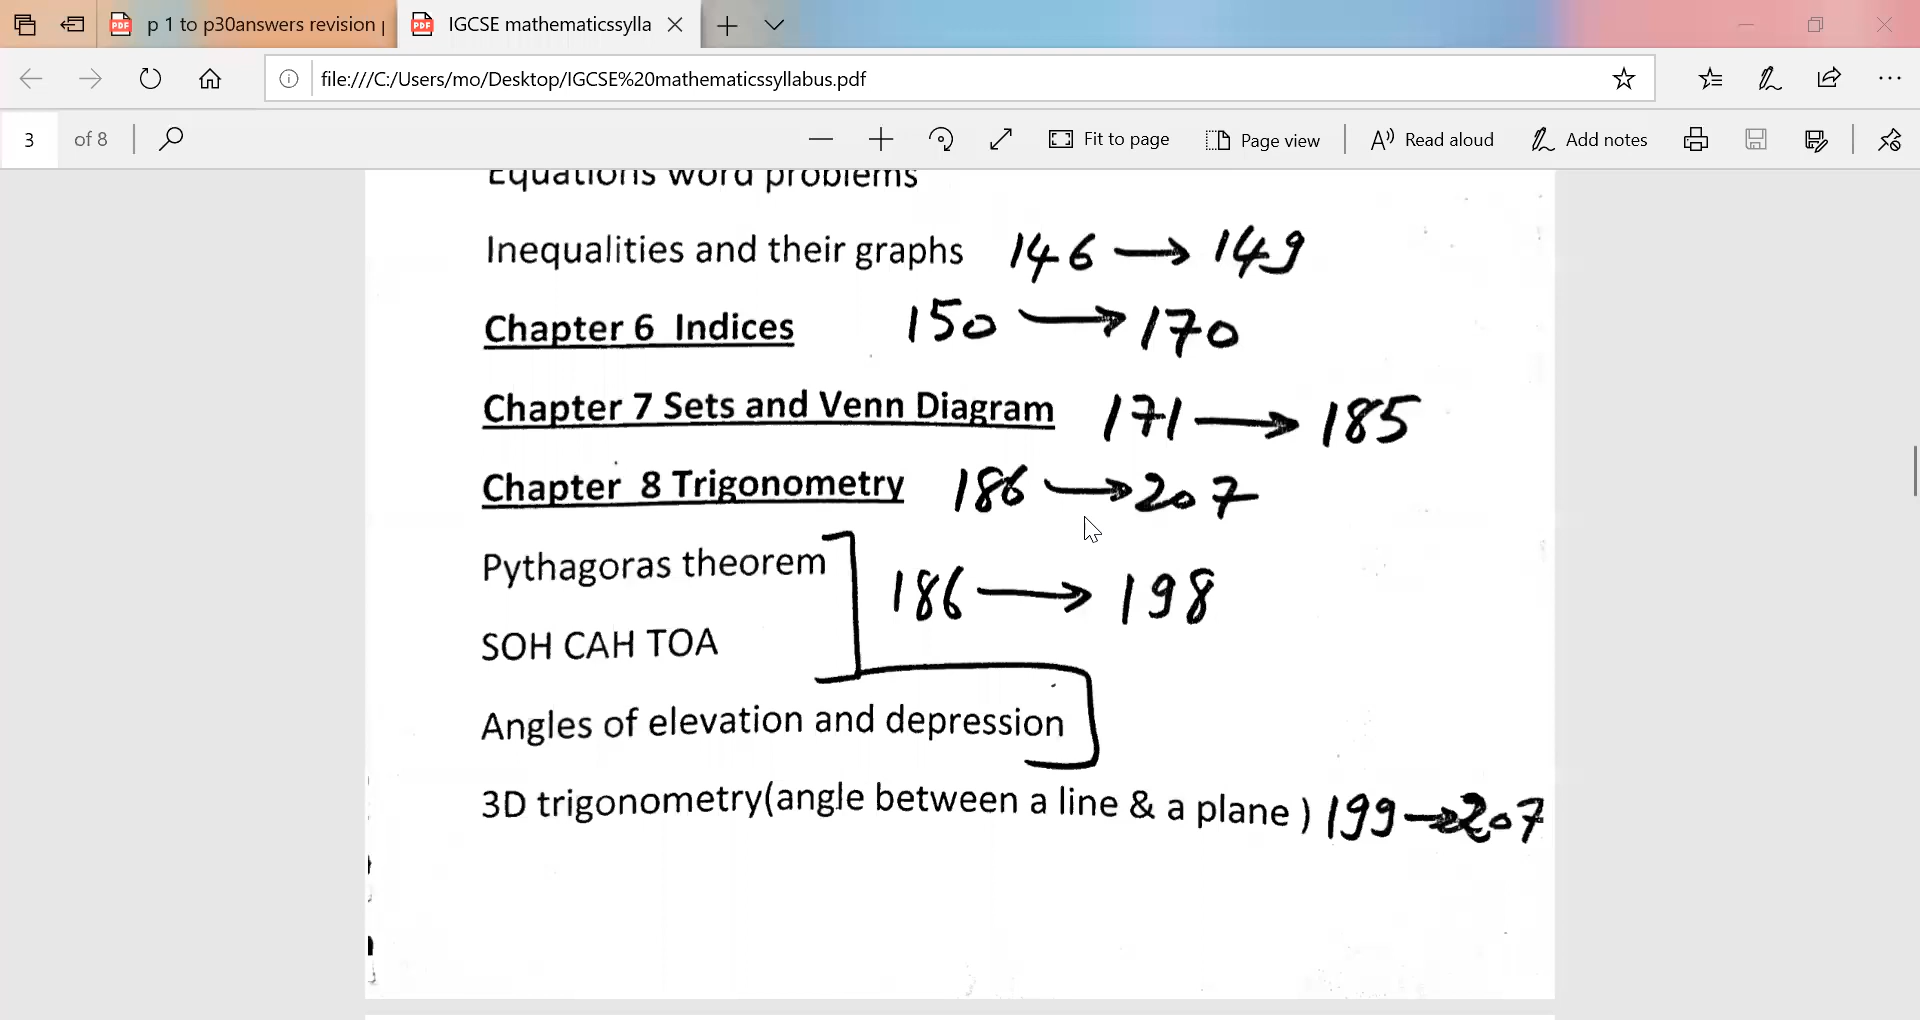 p 1 to p30answers revision p
IGCSE mathematicssylla
file:///C:/Users/mo/Desktop/IGCSE%20mathematicssyllabus.pdf
3 of 8 Fit to page Page view Read aloud Add notes
Equations word problems
Inequalities and their graphs 146 → 149
Chapter 6 Indices 150 → 170
Chapter 7 Sets and Venn Diagram 171 → 185
Chapter 8 Trigonometry 186 → 207
Pythagoras theorem
186 → 198
SOH CAH TOA
Angles of elevation and depression
3D trigonometry(angle between a line & a plane ) 199 → 207